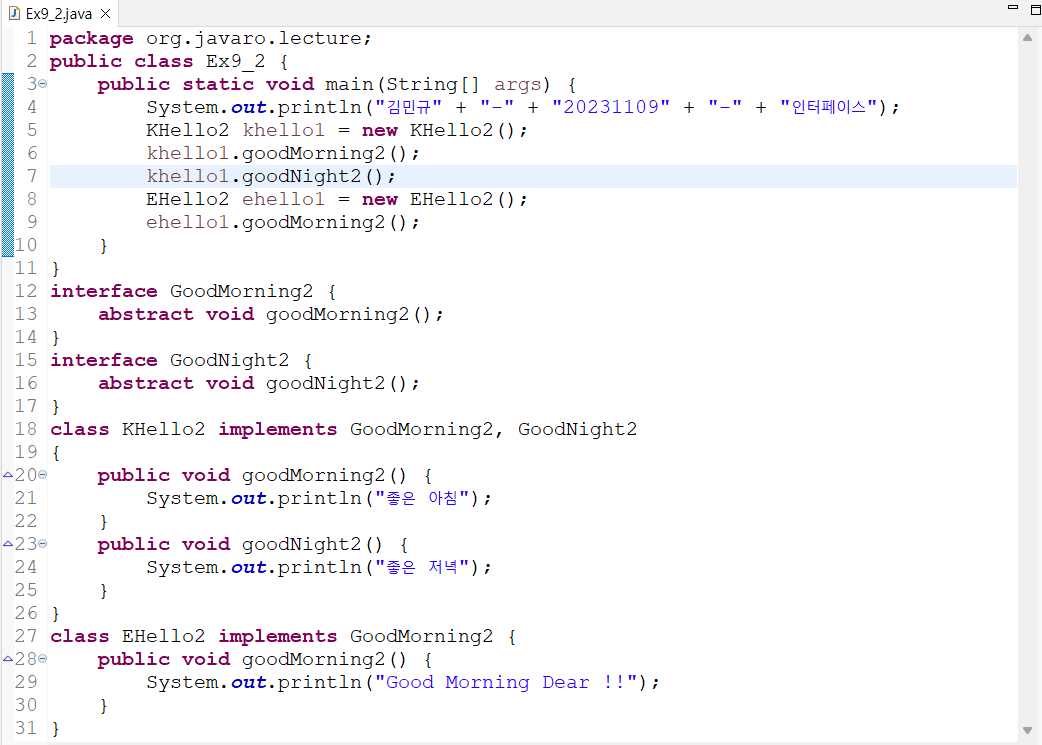 Ex9_2.java
1 package org.javaro.lecture;
2 public class Ex9_2 {
3 public static void main(String[] args) {
4 System.out.println("김민규" + "-" + "20231109" + "-" + "인터페이스");
5 KHello2 khello1 = new KHello2();
6 khello1.goodMorning2();
7 khello1.goodNight2();
8 EHello2 ehello1 = new EHello2();
9 ehello1.goodMorning2();
10 }
11 }
12 interface GoodMorning2 {
13 abstract void goodMorning2();
14 }
15 interface GoodNight2 {
16 abstract void goodNight2();
17 }
18 class KHello2 implements GoodMorning2, GoodNight2
19 {
20 public void goodMorning2() {
21 System.out.println("좋은 아침");
22 }
23 public void goodNight2() {
24 System.out.println("좋은 저녁");
25 }
26 }
27 class EHello2 implements GoodMorning2 {
28 public void goodMorning2() {
29 System.out.println("Good Morning Dear !!");
30 }
31 }